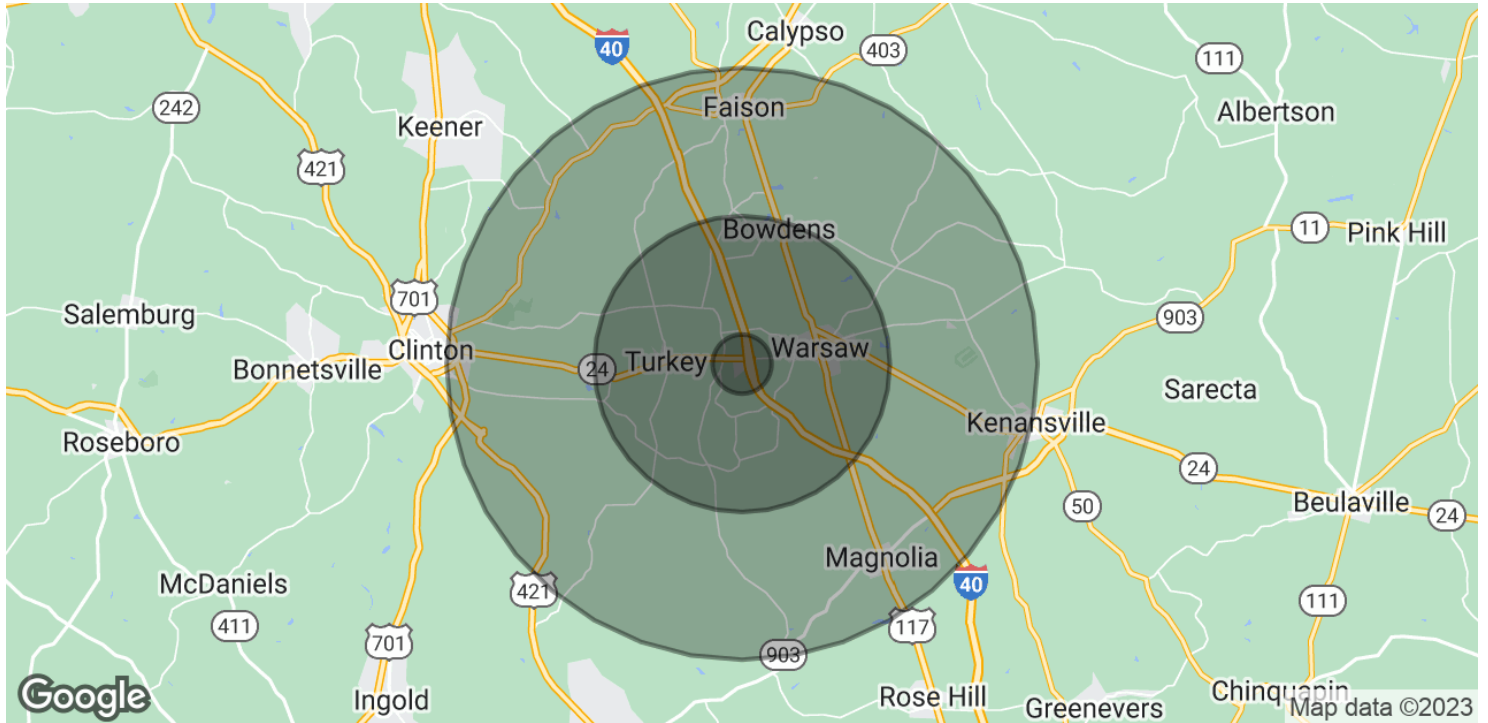 Calypso
40
403
111
242
Faison
Albertson
Keener
421
Bowdens
11
Pink Hill
701
Salemburg
903
Clinton
Warsaw
Bonnetsville
24
Turkey
Sarecta
Roseboro
Kenansville
24
Beulaville
50
24
Magnolia
McDaniels
421
40
111
411
701
117
903
Google
Ingold
Rose Hill
Chinquapin
Greenevers
Map data ©2023